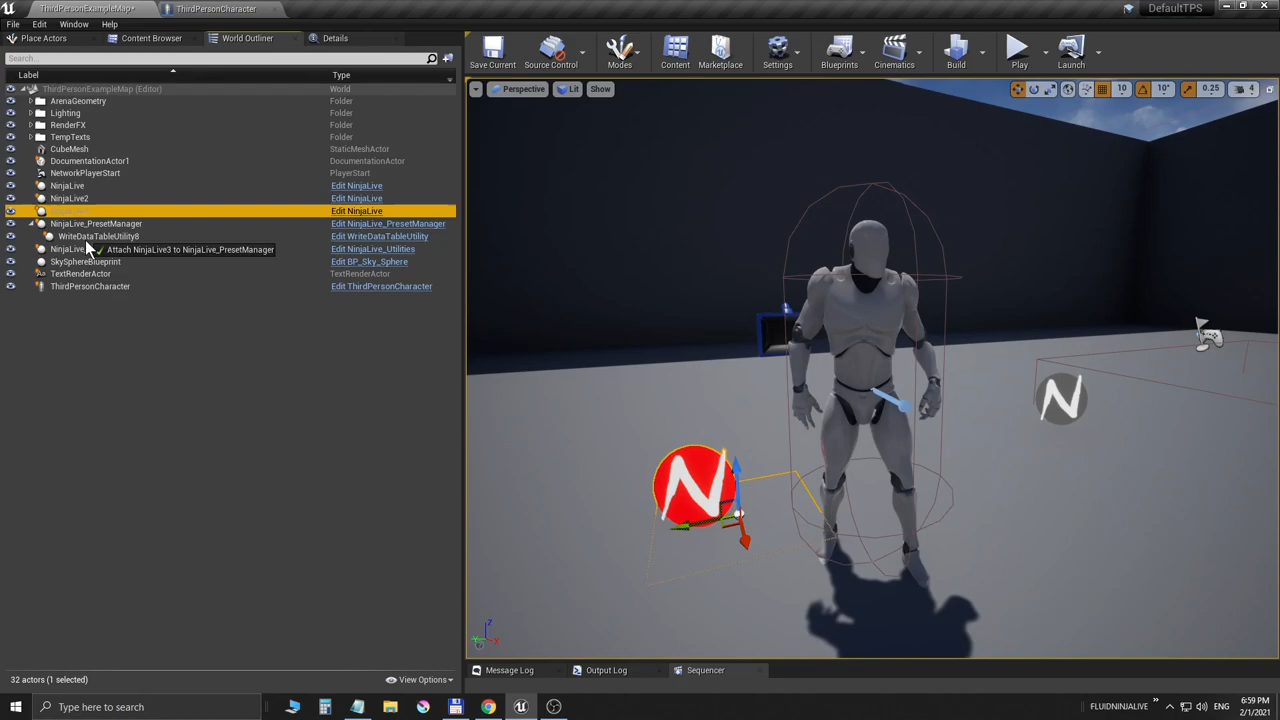 ThirdPersonExampleMap*
ThirdPersonCharacter
DefaultTPS
File Edit Window Help
Place Actors
Content Browser
World Outliner
Details
Search...
Label Type
ThirdPersonExampleMap (Editor) World
ArenaGeometry Folder
Lighting Folder
RenderFX Folder
TempTexts Folder
CubeMesh StaticMeshActor
DocumentationActor1 DocumentationActor
NetworkPlayerStart PlayerStart
NinjaLive Edit NinjaLive
NinjaLive2 Edit NinjaLive
Edit NinjaLive
NinjaLive_PresetManager Edit NinjaLive_PresetManager
WriteDataTableUtility8 Edit WriteDataTableUtility
NinjaLive Attach NinjaLive3 to NinjaLive_PresetManager Edit NinjaLive_Utilities
SkySphereBlueprint Edit BP_Sky_Sphere
TextRenderActor TextRenderActor
ThirdPersonCharacter Edit ThirdPersonCharacter
32 actors (1 selected)
View Options
Save Current
Source Control
Modes
Content
Marketplace
Settings
Blueprints
Cinematics
Build
Play
Launch
Perspective
Lit
Show
10
10°
0.25
4
N
N
Z
X
Message Log
Output Log
Sequencer
Type here to search
FLUIDNINJALIVE
ENG
6:59 PM
2/1/2021